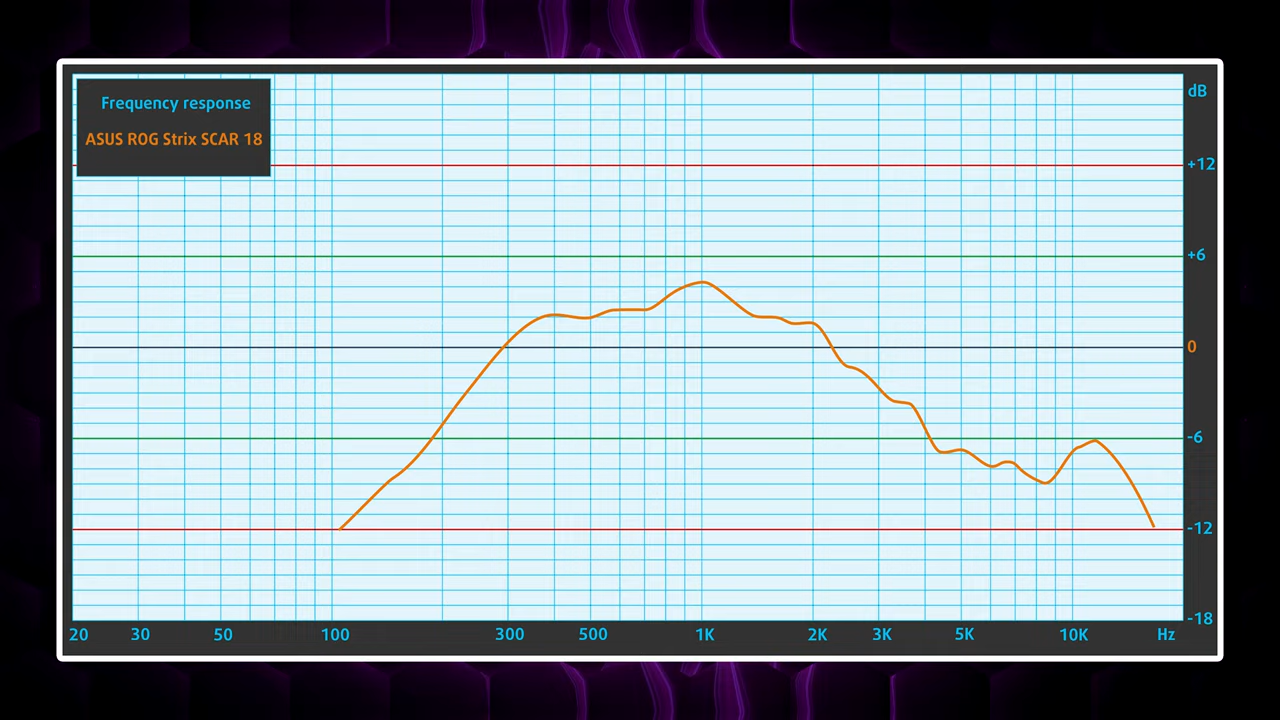 Frequency response
ASUS ROG Strix SCAR 18
dB
+12
+6
0
-6
-12
-18
20 30 50 100 300 500 1K 2K 3K 5K 10K Hz